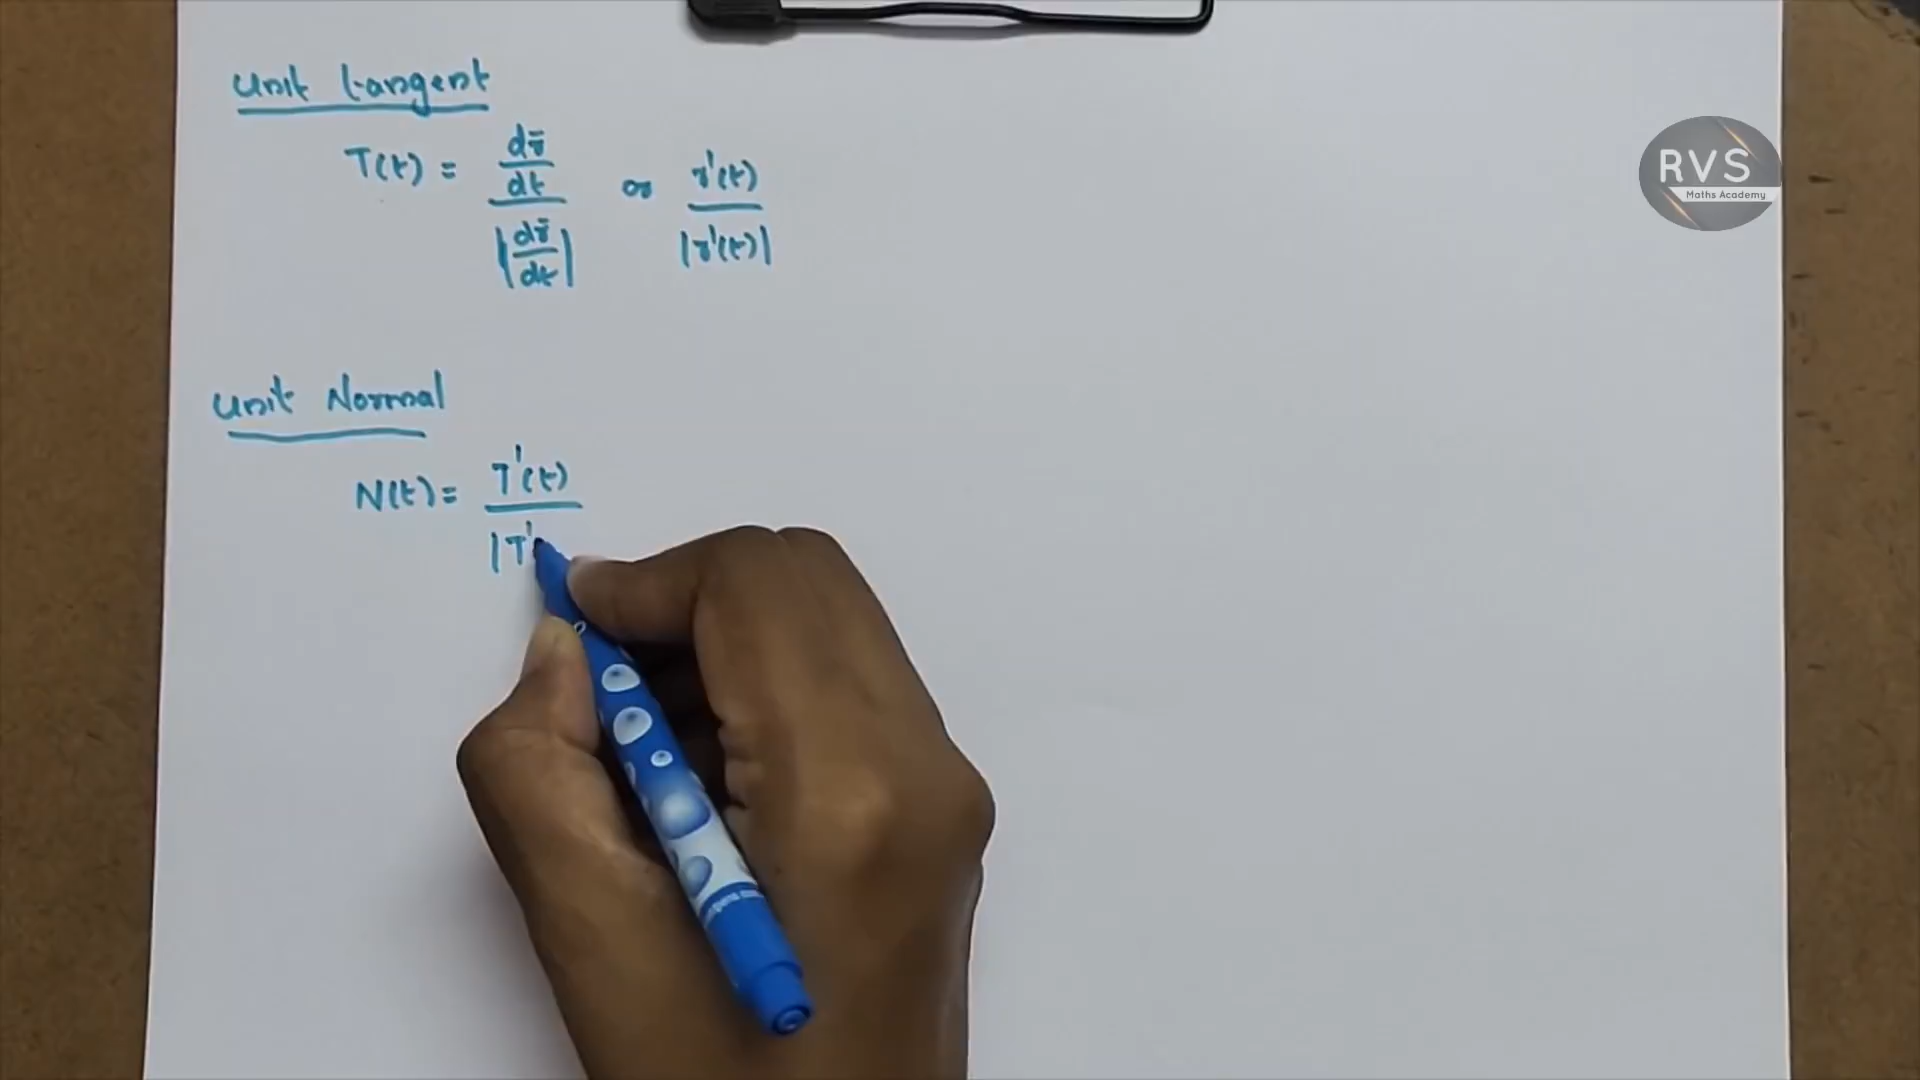 Unit tangent
T(t) = dr̄/dt / |dr̄/dt| or r'(t) / |r'(t)|
Unit Normal
N(t) = T'(t) / |T'
RVS
Maths Academy